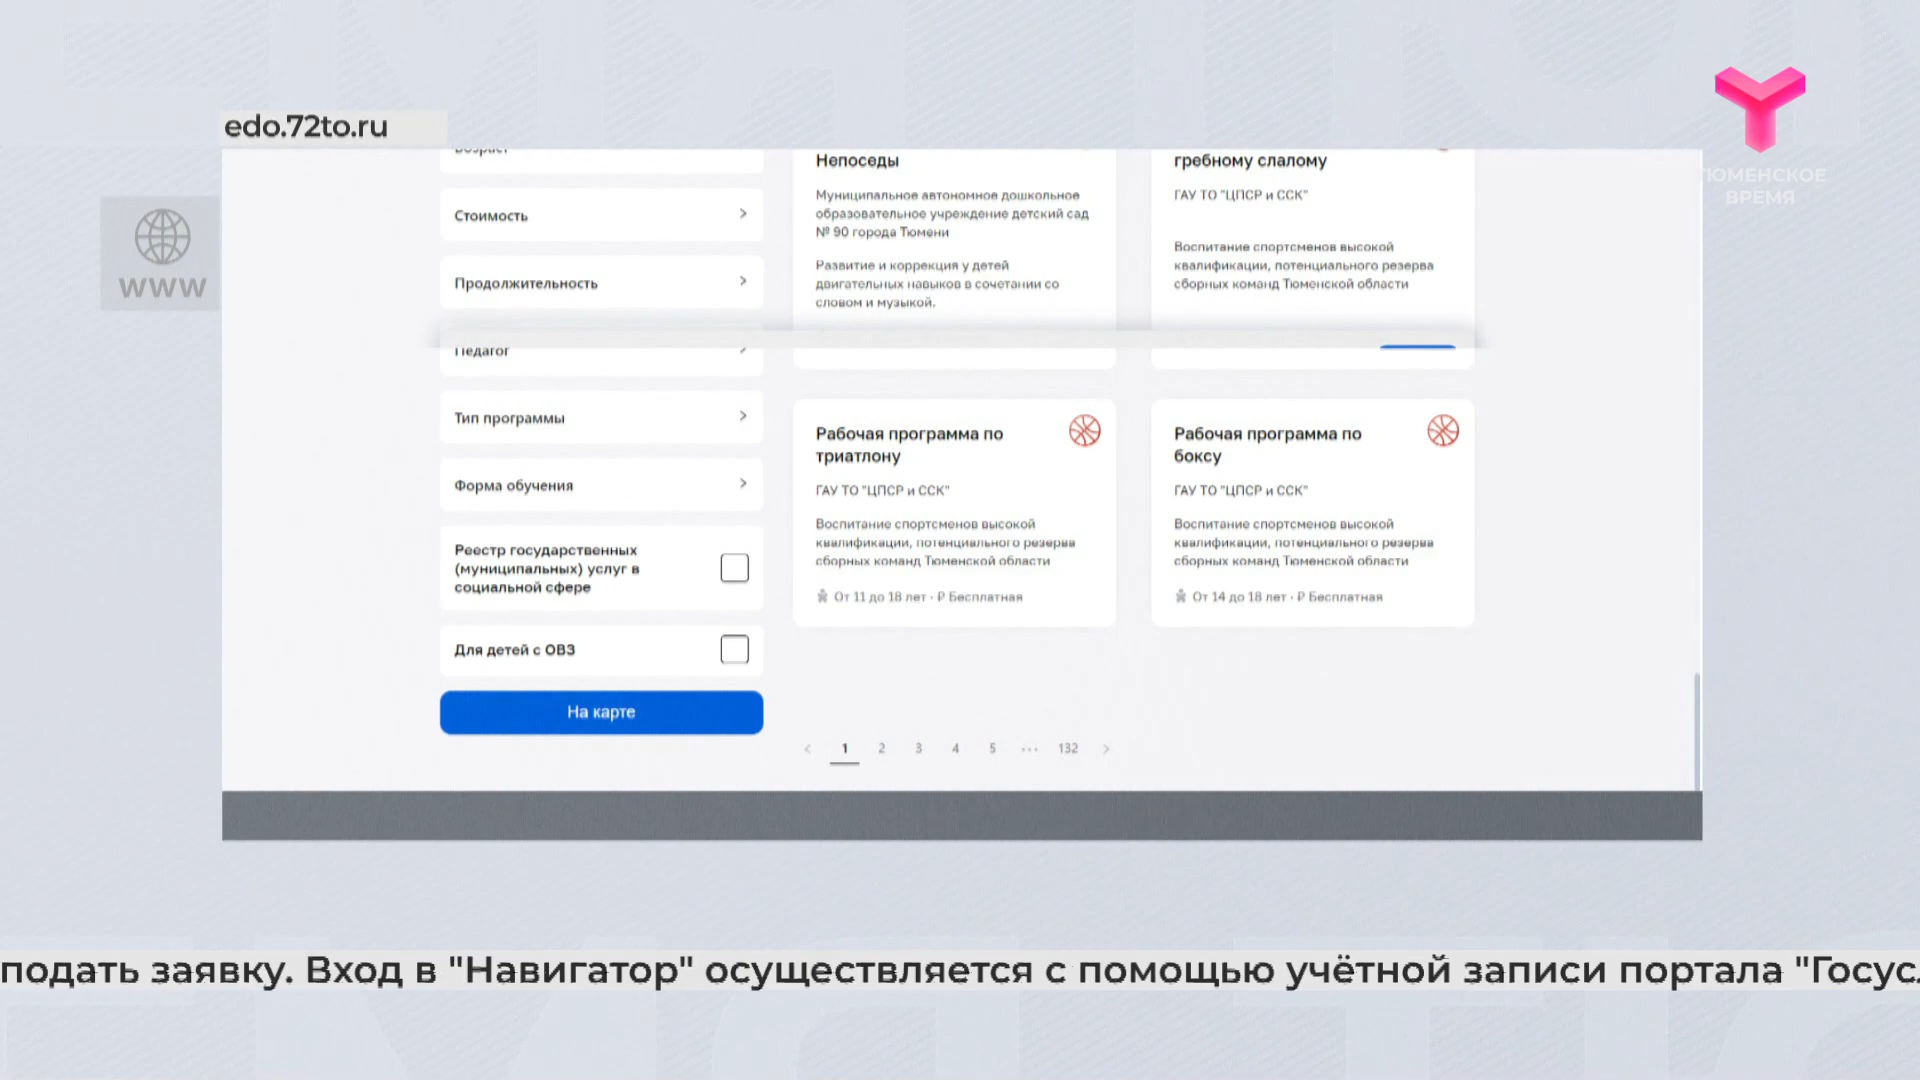 edo.72to.ru
ТЮМЕНСКОЕ
ВРЕМЯ
WWW
Возраст
Стоимость
Продолжительность
Педагог
Тип программы
Форма обучения
Реестр государственных
(муниципальных) услуг в
социальной сфере
Для детей с ОВЗ
На карте
Непоседы
Муниципальное автономное дошкольное
образовательное учреждение детский сад
№ 90 города Тюмени
Развитие и коррекция у детей
двигательных навыков в сочетании со
словом и музыкой.
гребному слалому
ГАУ ТО "ЦПСР и ССК"
Воспитание спортсменов высокой
квалификации, потенциального резерва
сборных команд Тюменской области
Рабочая программа по
триатлону
ГАУ ТО "ЦПСР и ССК"
Воспитание спортсменов высокой
квалификации, потенциального резерва
сборных команд Тюменской области
От 11 до 18 лет · ₽ Бесплатная
Рабочая программа по
боксу
ГАУ ТО "ЦПСР и ССК"
Воспитание спортсменов высокой
квалификации, потенциального резерва
сборных команд Тюменской области
От 14 до 18 лет · ₽ Бесплатная
< 1 2 3 4 5 ··· 132 >
подать заявку. Вход в "Навигатор" осуществляется с помощью учётной записи портала "Госусл